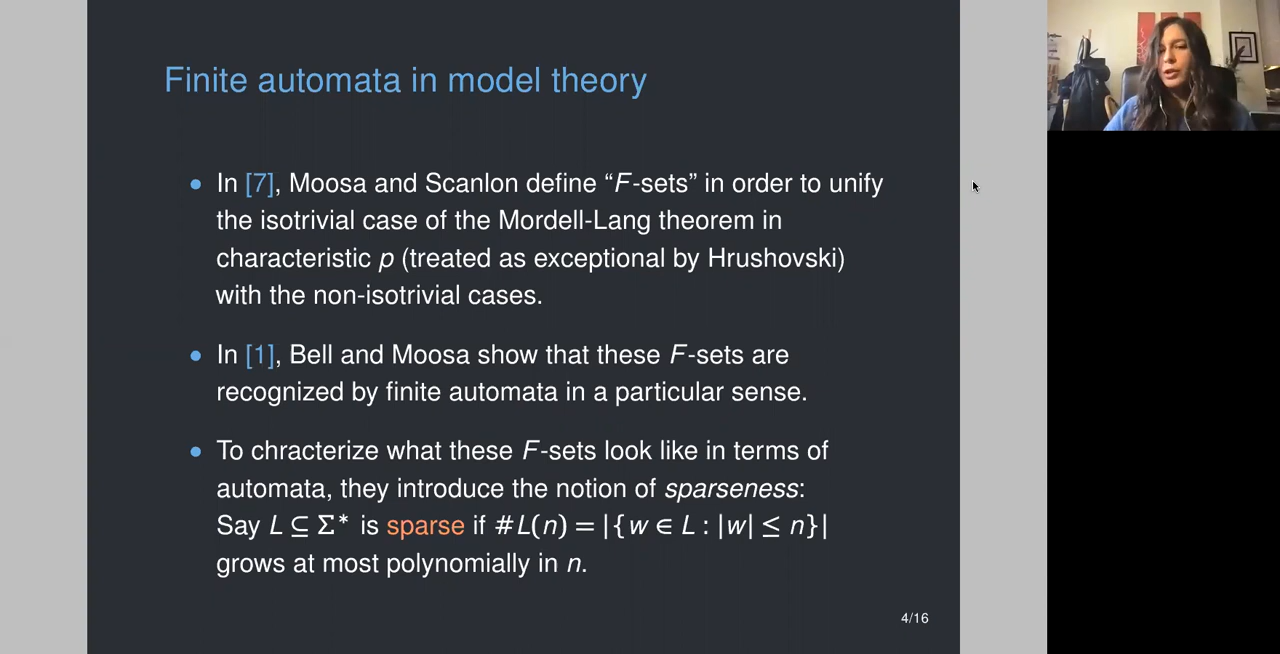 Finite automata in model theory
• In [7], Moosa and Scanlon define “F-sets” in order to unify
the isotrivial case of the Mordell-Lang theorem in
characteristic p (treated as exceptional by Hrushovski)
with the non-isotrivial cases.
• In [1], Bell and Moosa show that these F-sets are
recognized by finite automata in a particular sense.
• To chracterize what these F-sets look like in terms of
automata, they introduce the notion of sparseness:
Say L ⊆ Σ* is sparse if #L(n) = |{w ∈ L : |w| ≤ n}|
grows at most polynomially in n.
4/16